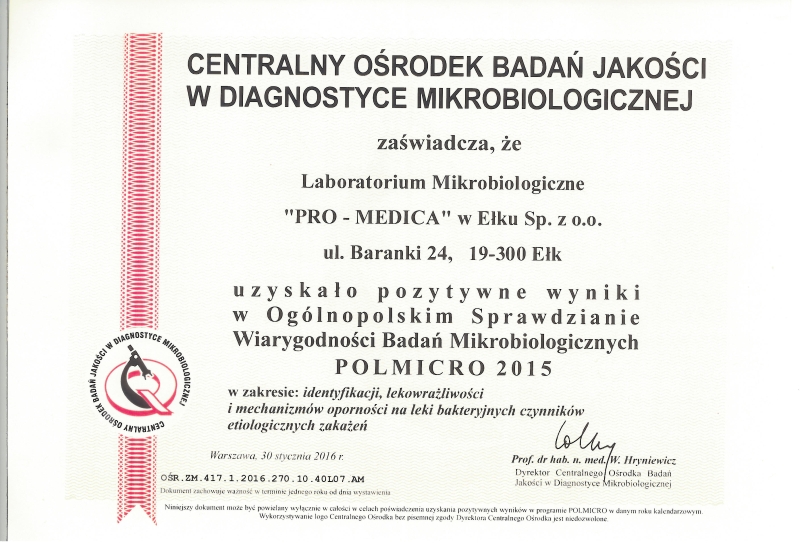 CENTRALNY OŚRODEK BADAŃ JAKOŚCI
W DIAGNOSTYCE MIKROBIOLOGICZNEJ
zaświadcza, że
Laboratorium Mikrobiologiczne
"PRO - MEDICA" w Ełku Sp. z o.o.
ul. Baranki 24, 19-300 Ełk
uzyskało pozytywne wyniki
w Ogólnopolskim Sprawdzianie
Wiarygodności Badań Mikrobiologicznych
POLMICRO 2015
w zakresie: identyfikacji, lekowrażliwości
i mechanizmów oporności na leki bakteryjnych czynników
etiologicznych zakażeń
CENTRALNY OŚRODEK BADAŃ JAKOŚCI W DIAGNOSTYCE MIKROBIOLOGICZNEJ
Warszawa, 30 stycznia 2016 r.
Prof. dr hab. n. med. W. Hryniewicz
Dyrektor Centralnego Ośrodka Badań
Jakości w Diagnostyce Mikrobiologicznej
OŚR.ZM.417.1.2016.270.10.40L07.AM
Dokument zachowuje ważność w terminie jednego roku od dnia wystawienia
Niniejszy dokument może być powielany wyłącznie w całości w celach poświadczenia uzyskania pozytywnych wyników w programie POLMICRO w danym roku kalendarzowym.
Wykorzystywanie logo Centralnego Ośrodka bez pisemnej zgody Dyrektora Centralnego Ośrodka jest niedozwolone.